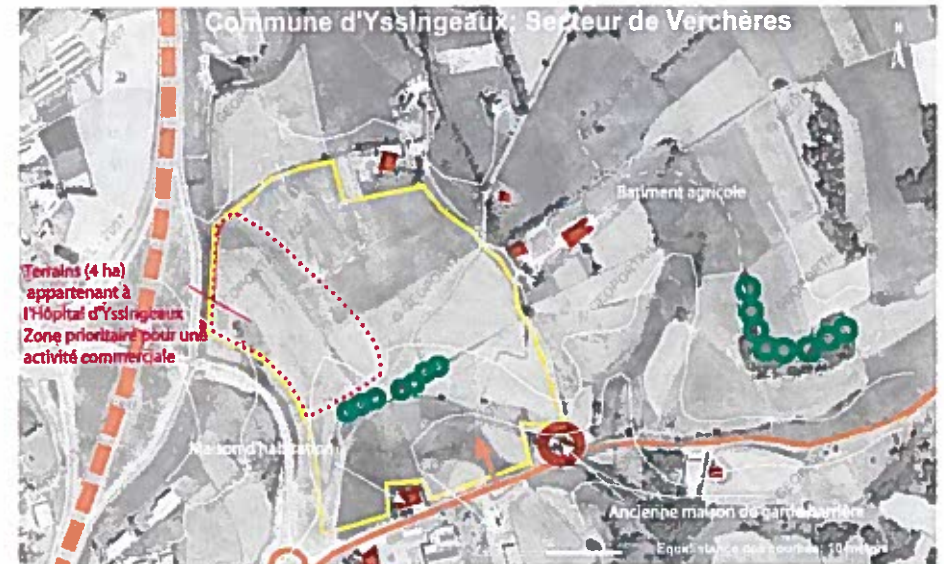 Commune d'Yssingeaux: Secteur de Verchères
N
Batiment agricole
Terrains (4 ha)
appartenant à
l'Hôpital d'Yssingeaux
Zone prioritaire pour une
activité commerciale
Maison d'habitation
Ancienne maison du garde barrière
Equidistance des courbes: 10 mètres